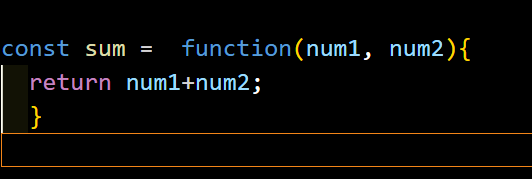 const sum =  function(num1, num2){
  return num1+num2;
  }